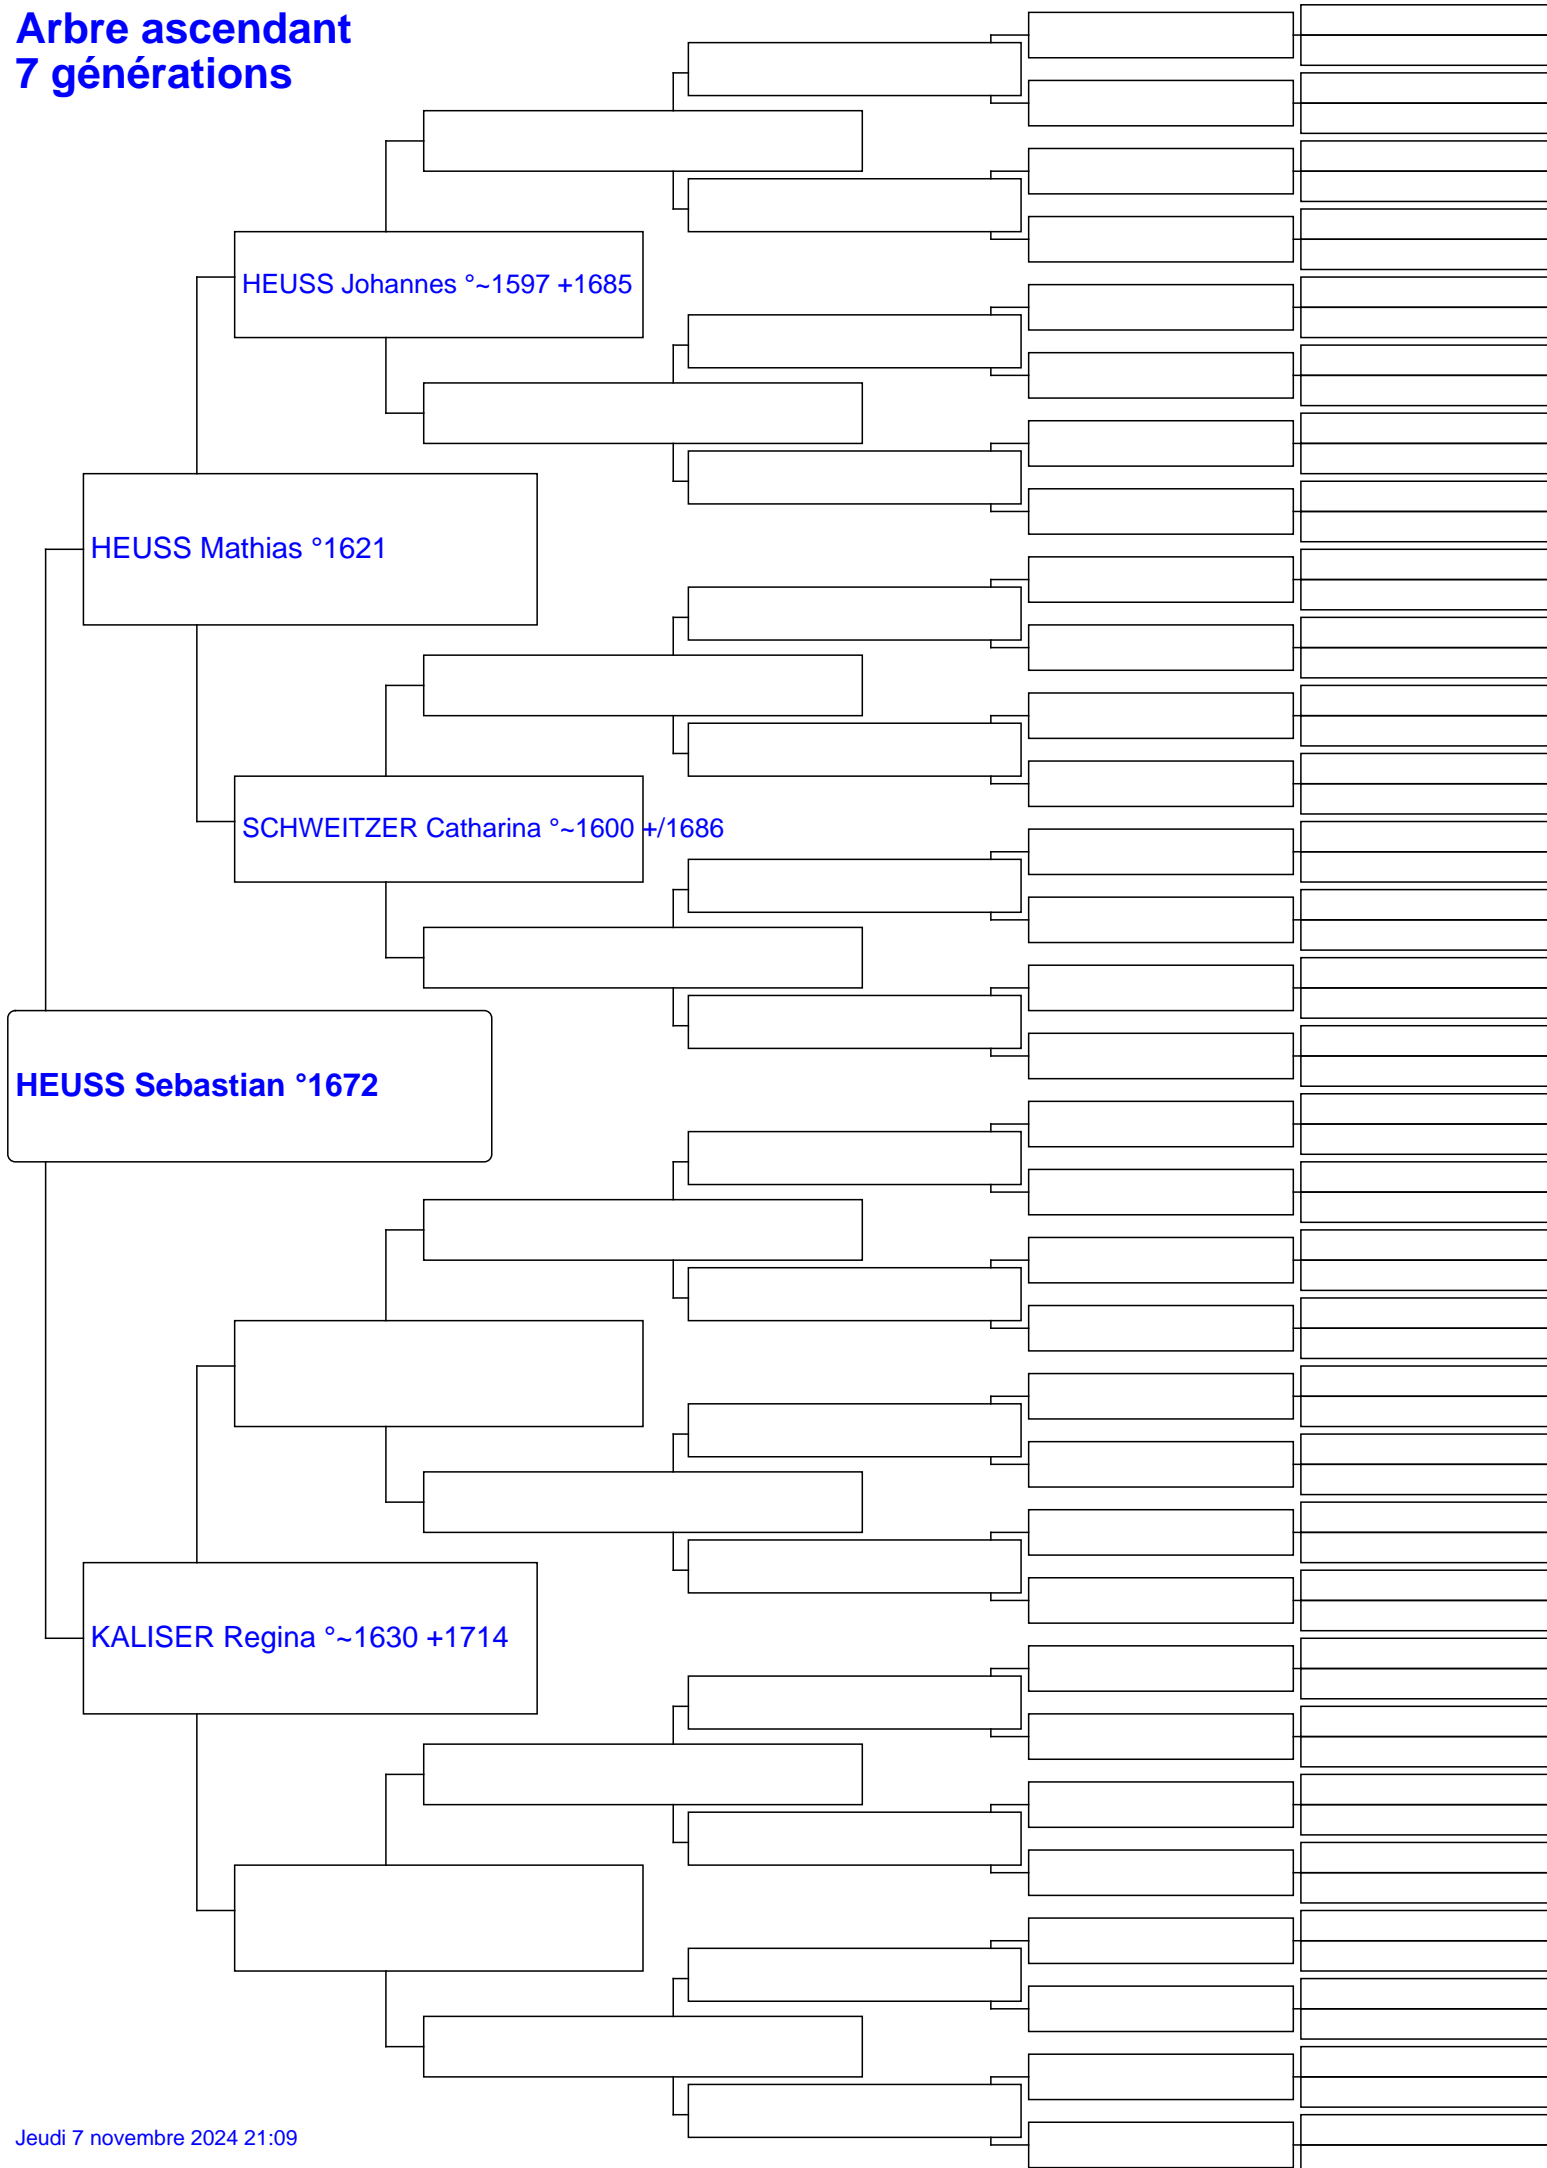 Arbre ascendant
7 générations
HEUSS Johannes °~1597 +1685
HEUSS Mathias °1621
SCHWEITZER Catharina °~1600 +/1686
HEUSS Sebastian °1672
KALISER Regina °~1630 +1714
Jeudi 7 novembre 2024 21:09